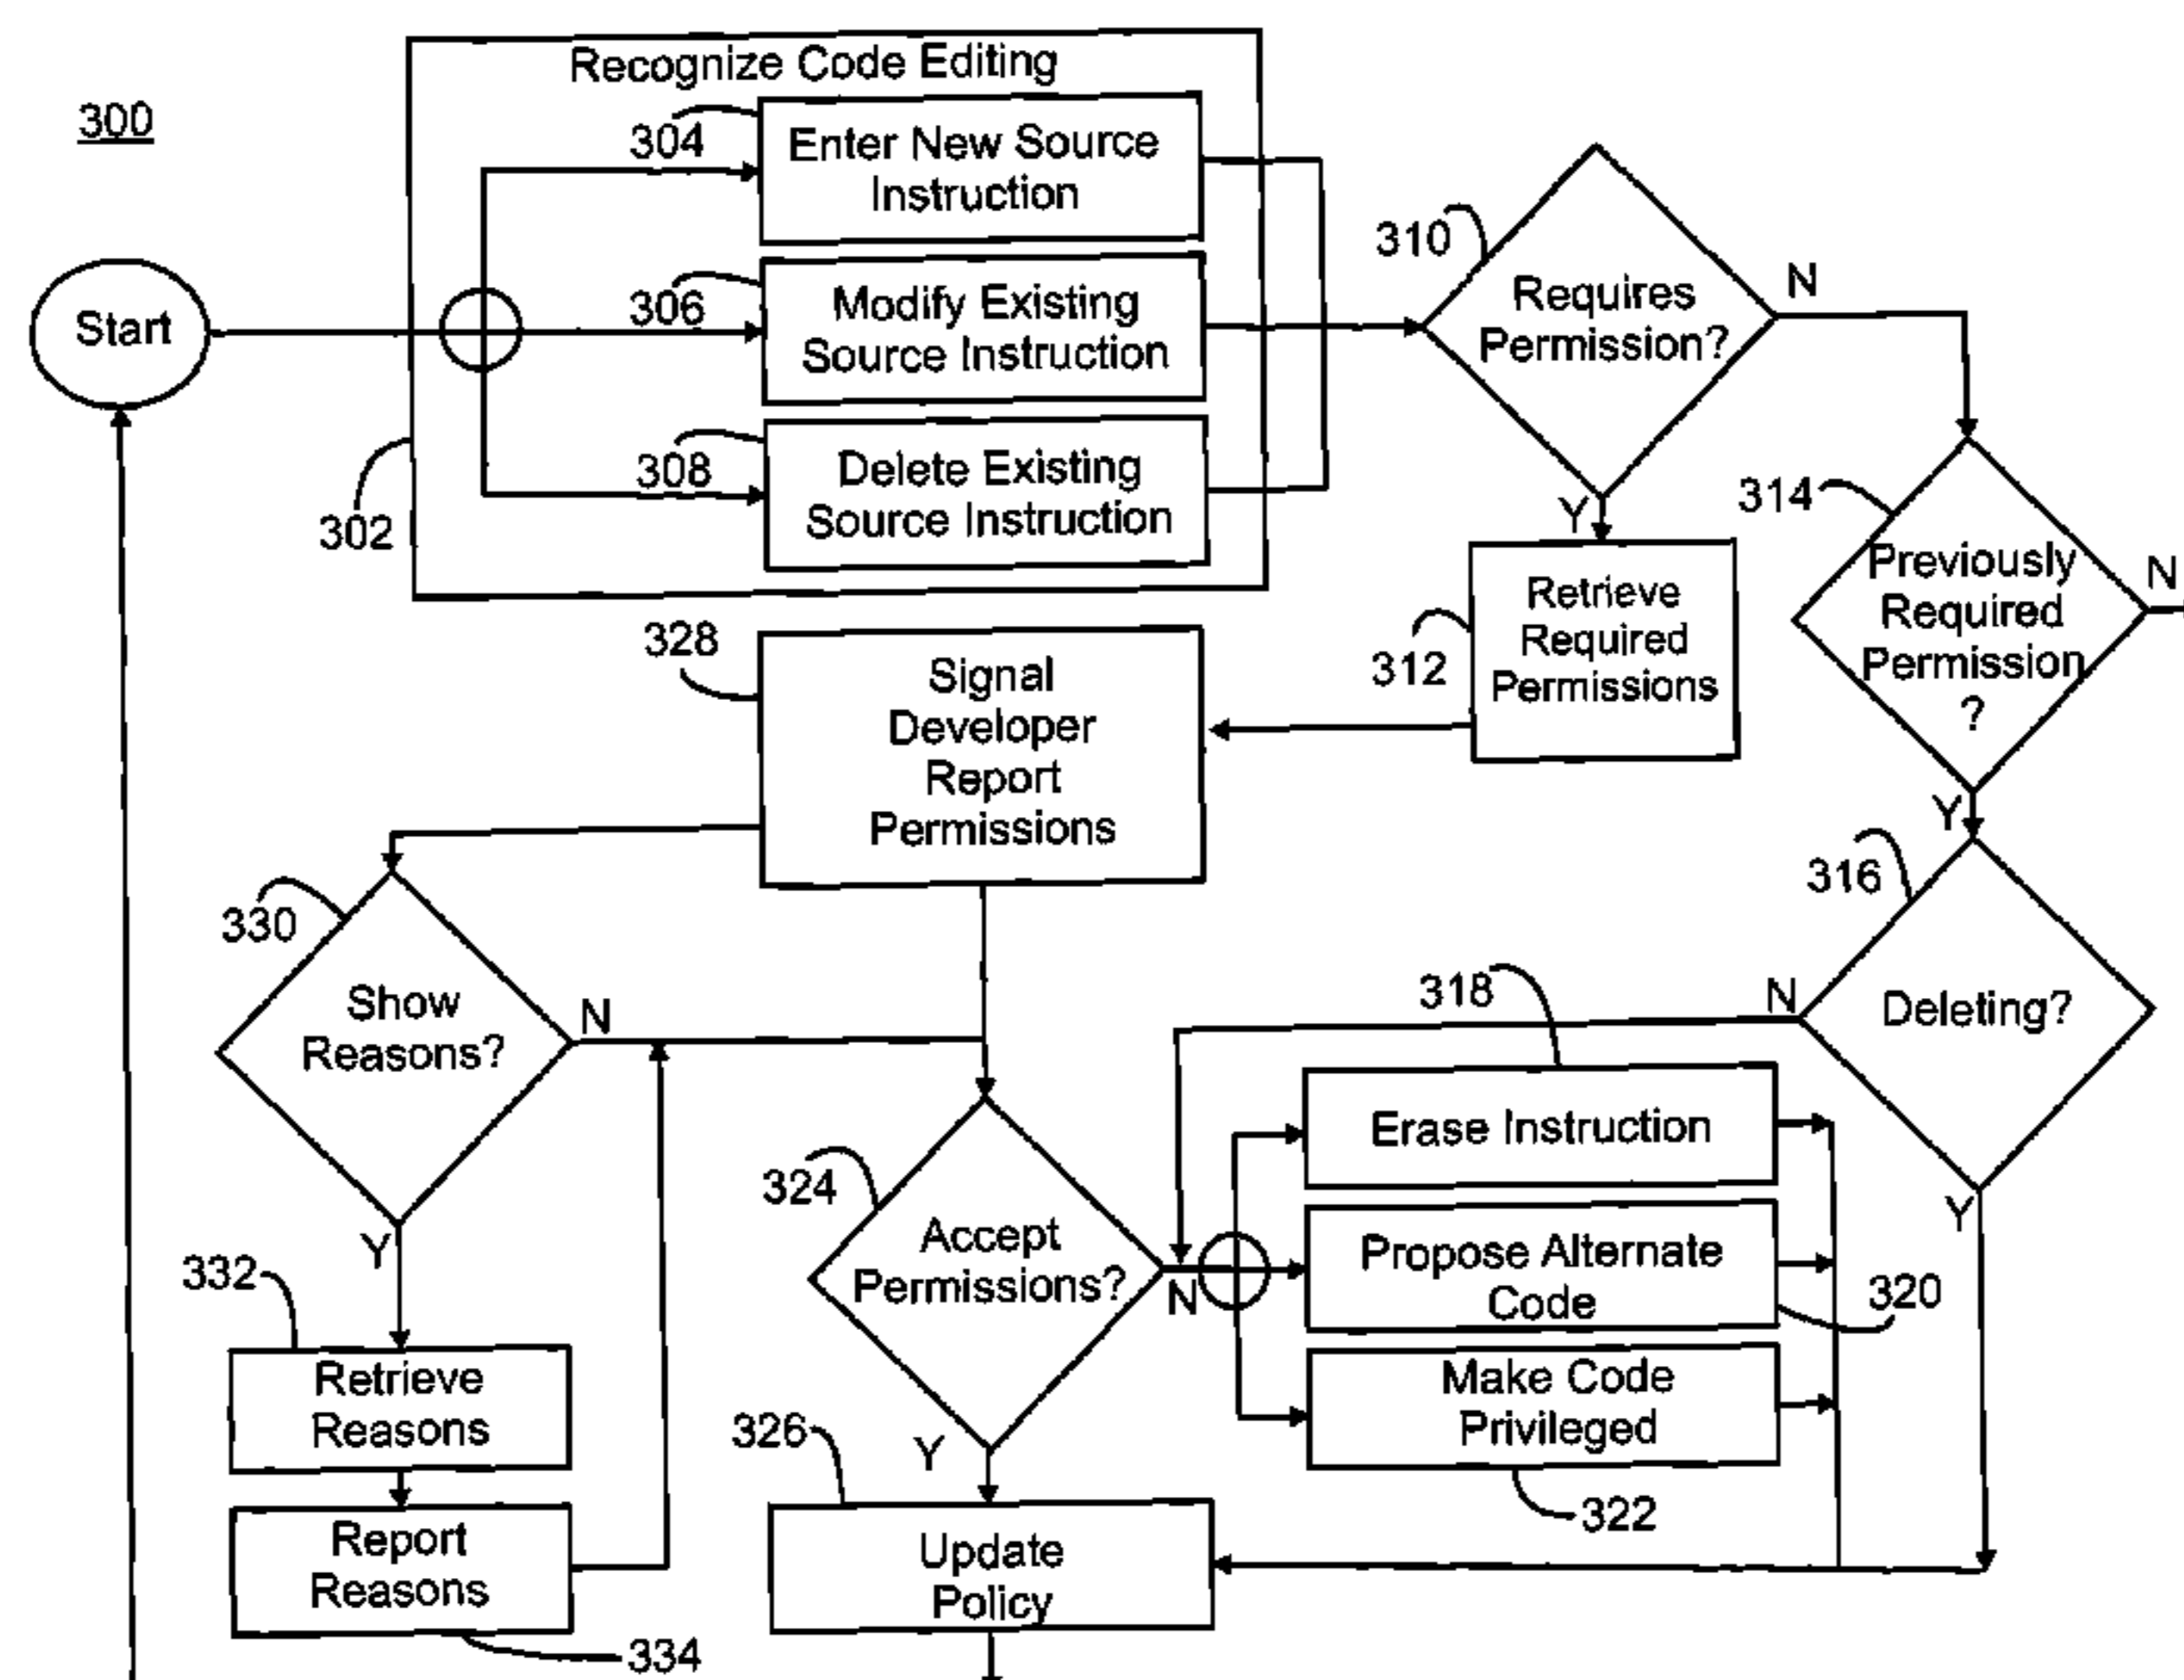 300
Recognize Code Editing
304
Enter New Source
Instruction
Start
306
Modify Existing
Source Instruction
308
Delete Existing
Source Instruction
302
310
Requires
Permission?
N
Y
314
Previously
Required
Permission
?
N
Y
312
Retrieve
Required
Permissions
328
Signal
Developer
Report
Permissions
316
Deleting?
N
Y
330
Show
Reasons?
N
Y
318
Erase Instruction
324
Accept
Permissions?
N
Y
Propose Alternate
Code
320
Make Code
Privileged
322
332
Retrieve
Reasons
326
Update
Policy
Report
Reasons
334